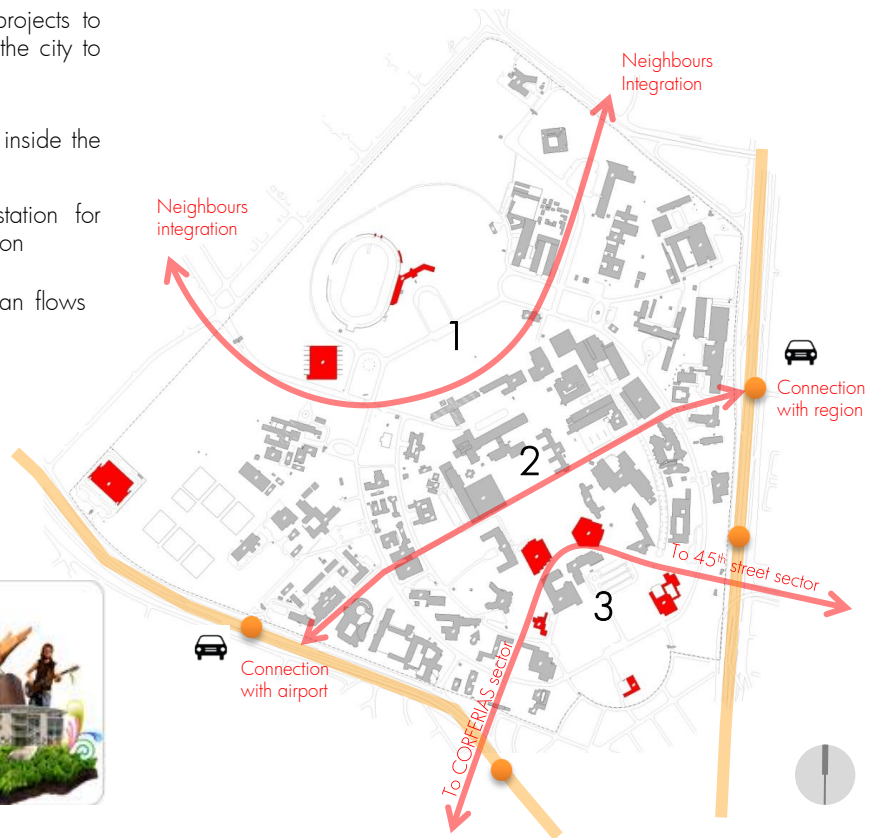 projects to
the city to
inside the
station for
on
an flows
Neighbours
Integration
Neighbours
integration
1
Connection
with region
2
To 45th street sector
3
Connection
with airport
To CORFERIAS sector